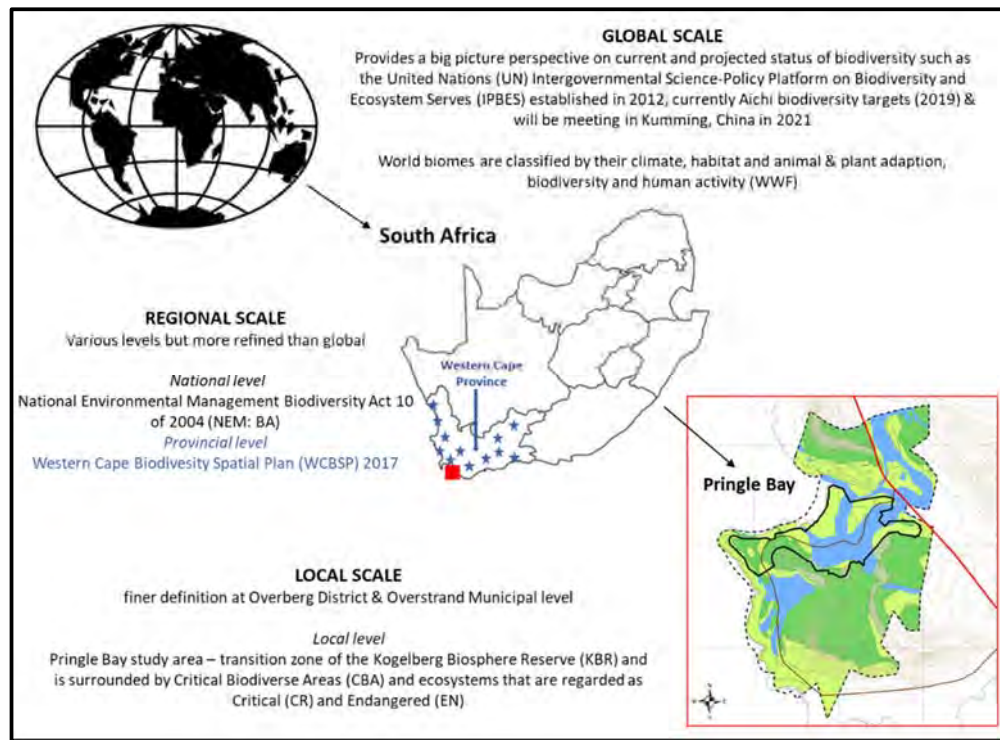 GLOBAL SCALE
Provides a big picture perspective on current and projected status of biodiversity such as
the United Nations (UN) Intergovernmental Science-Policy Platform on Biodiversity and
Ecosystem Serves (IPBES) established in 2012, currently Aichi biodiversity targets (2019) &
will be meeting in Kumming, China in 2021
World biomes are classified by their climate, habitat and animal & plant adaption,
biodiversity and human activity (WWF)
South Africa
REGIONAL SCALE
Various levels but more refined than global
National level
National Environmental Management Biodiversity Act 10
of 2004 (NEM: BA)
Provincial level
Western Cape Biodivesity Spatial Plan (WCBSP) 2017
Western Cape
Province
Pringle Bay
LOCAL SCALE
finer definition at Overberg District & Overstrand Municipal level
Local level
Pringle Bay study area – transition zone of the Kogelberg Biosphere Reserve (KBR) and
is surrounded by Critical Biodiverse Areas (CBA) and ecosystems that are regarded as
Critical (CR) and Endangered (EN)